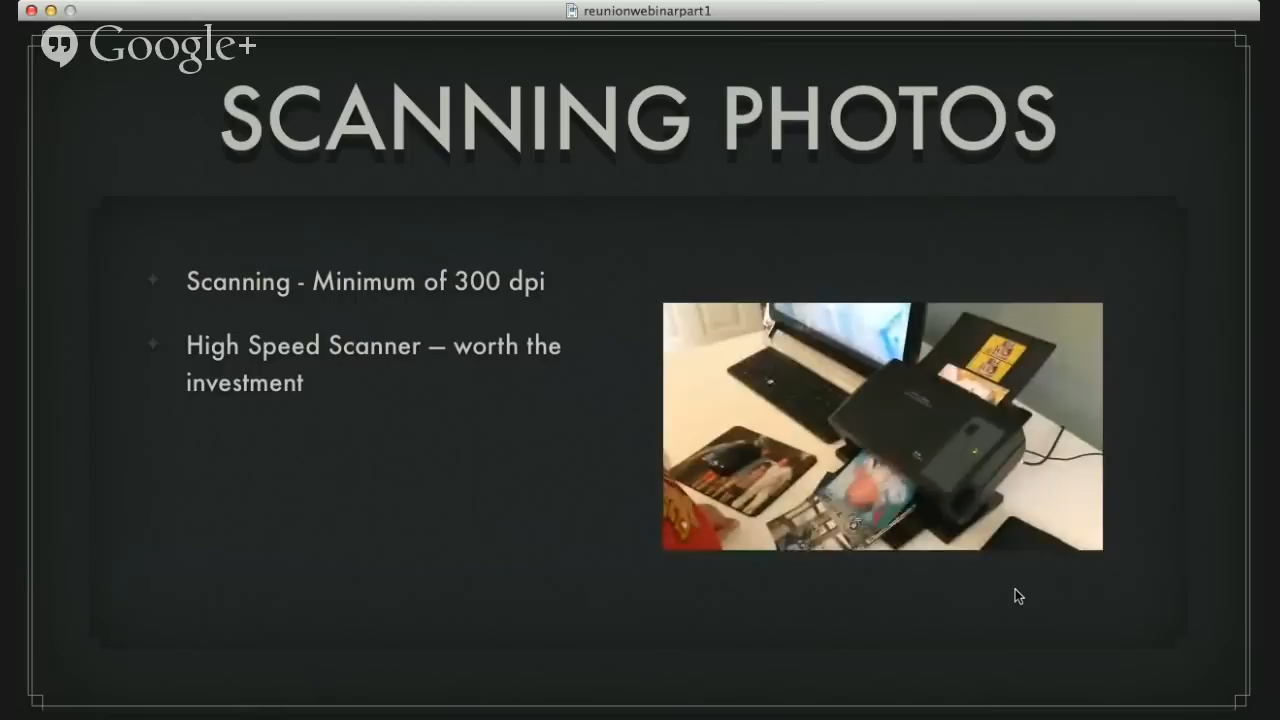 reunionwebinarpart1
Google+
SCANNING PHOTOS
Scanning - Minimum of 300 dpi
High Speed Scanner — worth the
investment